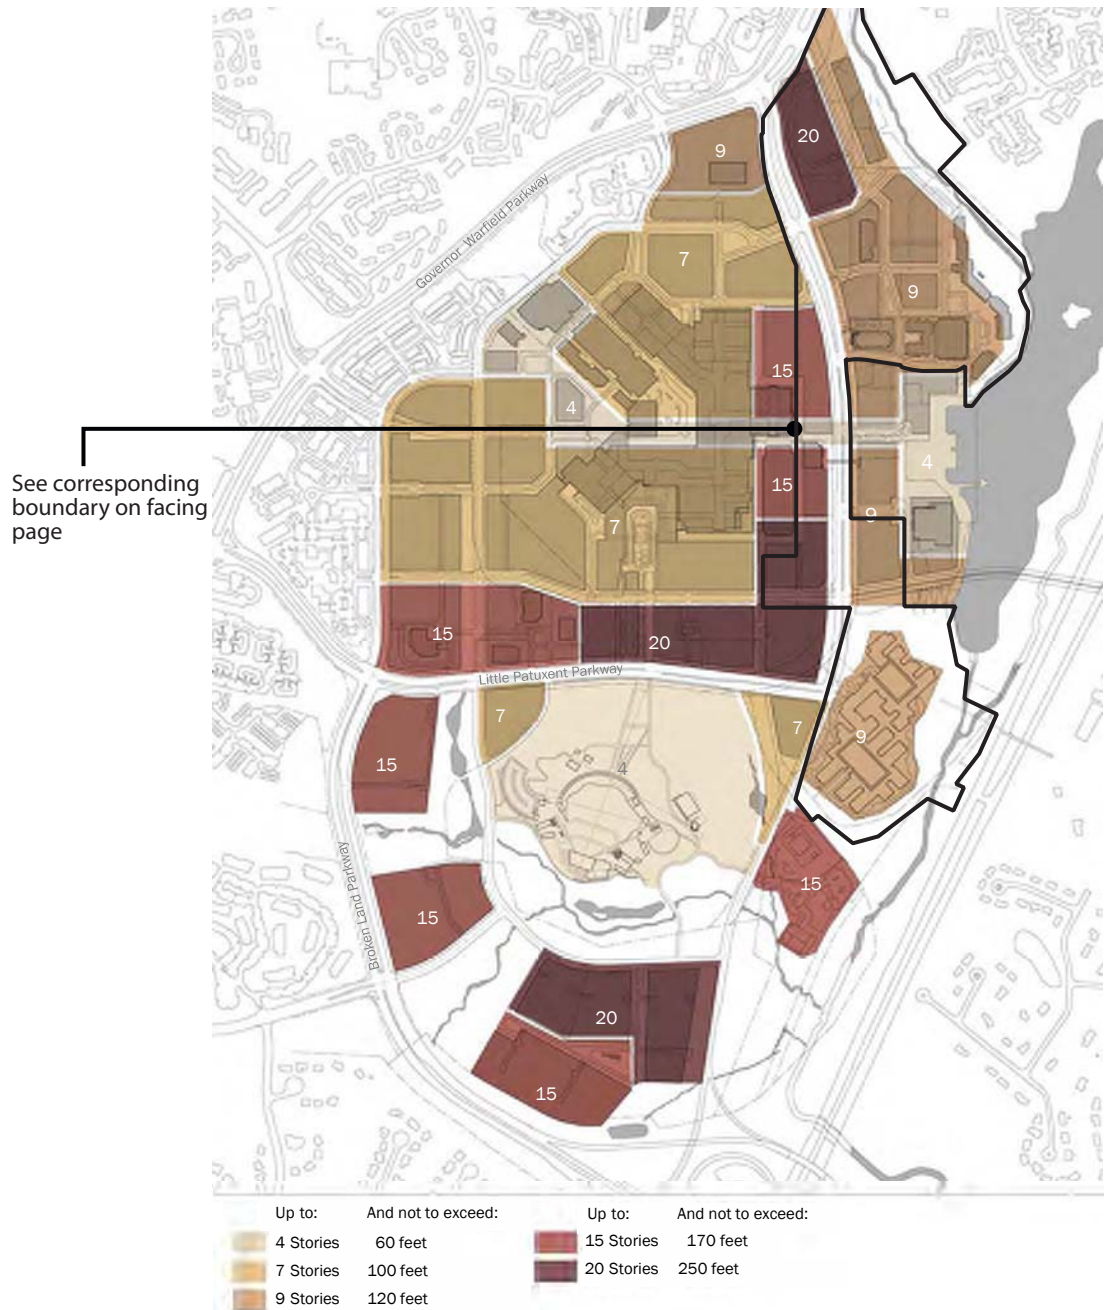 20
9
Governor Warfield Parkway
7
9
15
4
See corresponding
boundary on facing
page
4
15
9
7
15
20
Little Patuxent Parkway
7
7
9
15
4
Broken Land Parkway
15
15
20
15
Up to: And not to exceed: Up to: And not to exceed:
4 Stories 60 feet 15 Stories 170 feet
7 Stories 100 feet 20 Stories 250 feet
9 Stories 120 feet